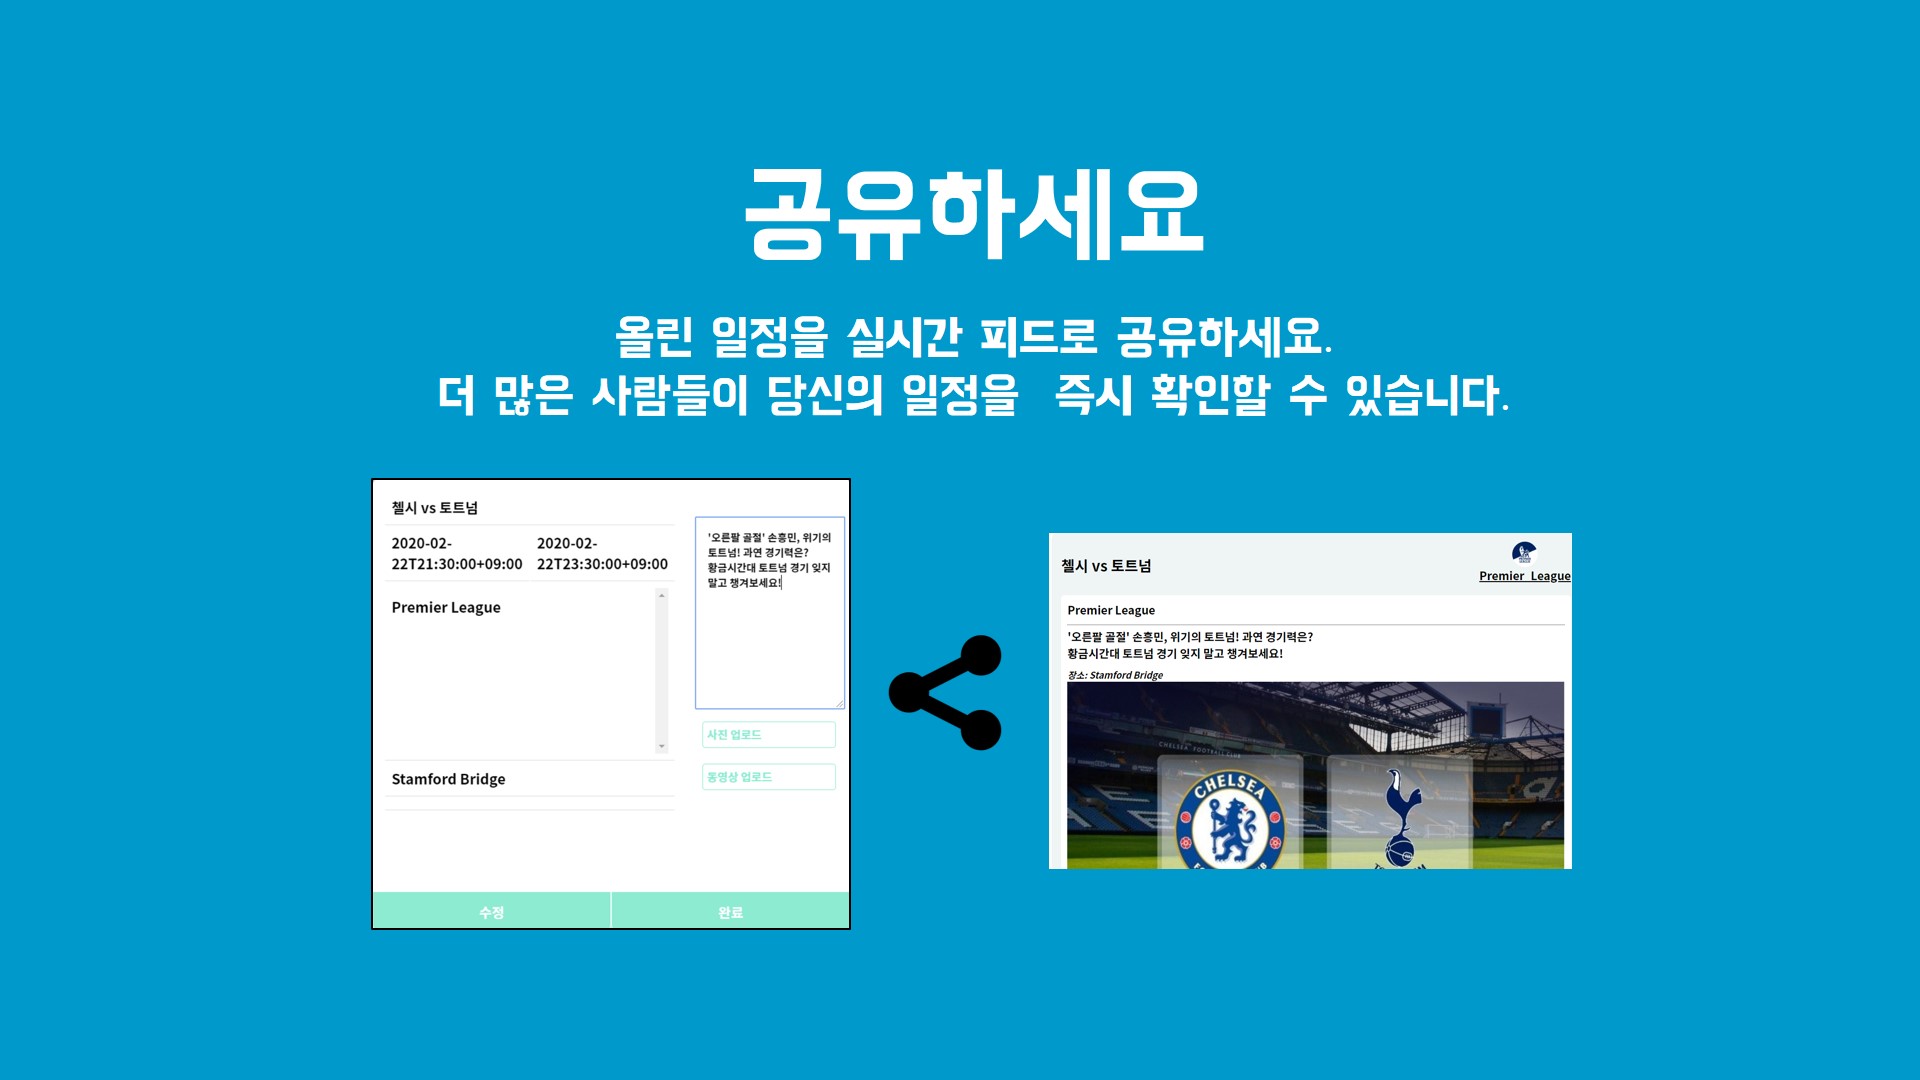 공유하세요
올린 일정을 실시간 피드로 공유하세요.
더 많은 사람들이 당신의 일정을 즉시 확인할 수 있습니다.
첼시 vs 토트넘
2020-02-
22T21:30:00+09:00
2020-02-
22T23:30:00+09:00
Premier League
Stamford Bridge
'오른팔 골절' 손흥민, 위기의
토트넘! 과연 경기력은?
황금시간대 토트넘 경기 잊지
말고 챙겨보세요!
사진 업로드
동영상 업로드
수정
완료
첼시 vs 토트넘
Premier League
Premier League
'오른팔 골절' 손흥민, 위기의 토트넘! 과연 경기력은?
황금시간대 토트넘 경기 잊지 말고 챙겨보세요!
장소: Stamford Bridge
CHELSEA FOOTBALL CLUB
CHELSEA